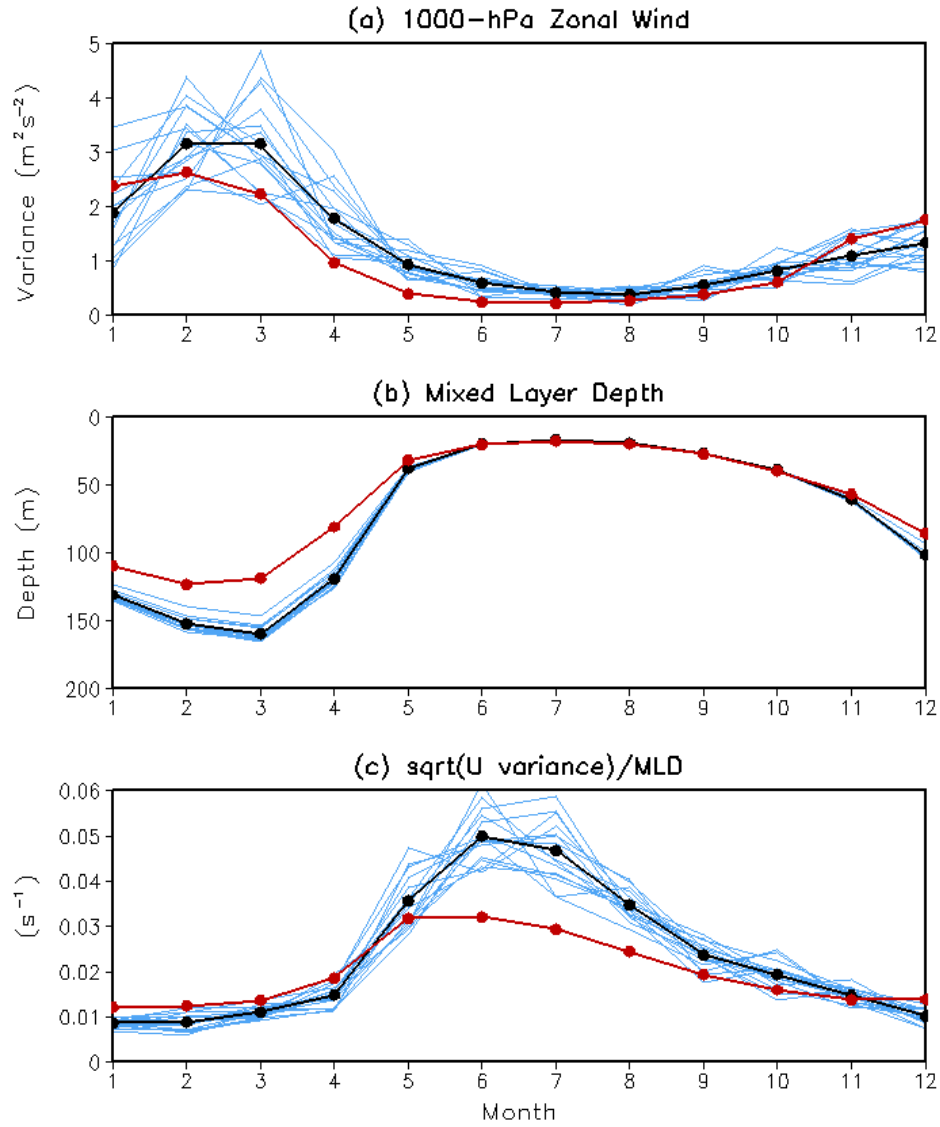 (a) 1000-hPa Zonal Wind
Variance (m²s⁻²)
5
4
3
2
1
0
1 2 3 4 5 6 7 8 9 10 11 12
(b) Mixed Layer Depth
Depth (m)
0
50
100
150
200
1 2 3 4 5 6 7 8 9 10 11 12
(c) sqrt(U variance)/MLD
(s⁻¹)
0.06
0.05
0.04
0.03
0.02
0.01
0
1 2 3 4 5 6 7 8 9 10 11 12
Month